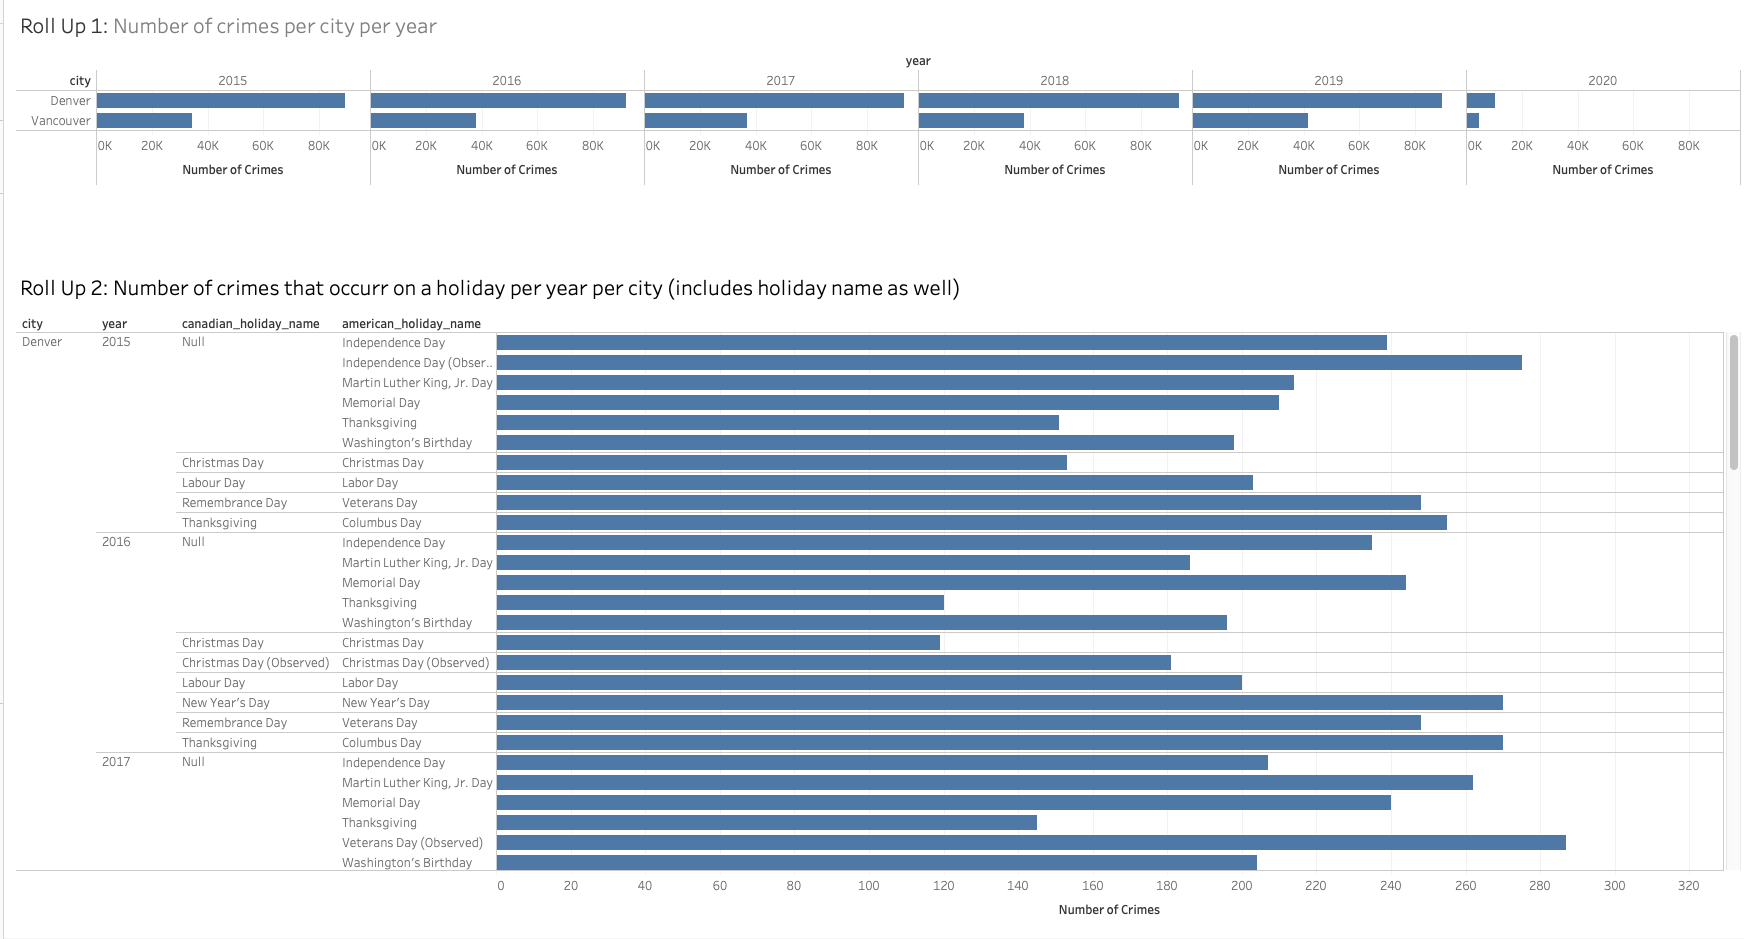 Roll Up 1: Number of crimes per city per year
year
city 2015 2016 2017 2018 2019 2020
Denver
Vancouver
0K 20K 40K 60K 80K 0K 20K 40K 60K 80K 0K 20K 40K 60K 80K 0K 20K 40K 60K 80K 0K 20K 40K 60K 80K 0K 20K 40K 60K 80K
Number of Crimes Number of Crimes Number of Crimes Number of Crimes Number of Crimes Number of Crimes
Roll Up 2: Number of crimes that occurr on a holiday per year per city (includes holiday name as well)
city year canadian_holiday_name american_holiday_name
Denver 2015 Null Independence Day
Independence Day (Obser..
Martin Luther King, Jr. Day
Memorial Day
Thanksgiving
Washington's Birthday
Christmas Day Christmas Day
Labour Day Labor Day
Remembrance Day Veterans Day
Thanksgiving Columbus Day
2016 Null Independence Day
Martin Luther King, Jr. Day
Memorial Day
Thanksgiving
Washington's Birthday
Christmas Day Christmas Day
Christmas Day (Observed) Christmas Day (Observed)
Labour Day Labor Day
New Year's Day New Year's Day
Remembrance Day Veterans Day
Thanksgiving Columbus Day
2017 Null Independence Day
Martin Luther King, Jr. Day
Memorial Day
Thanksgiving
Veterans Day (Observed)
Washington's Birthday
0 20 40 60 80 100 120 140 160 180 200 220 240 260 280 300 320
Number of Crimes